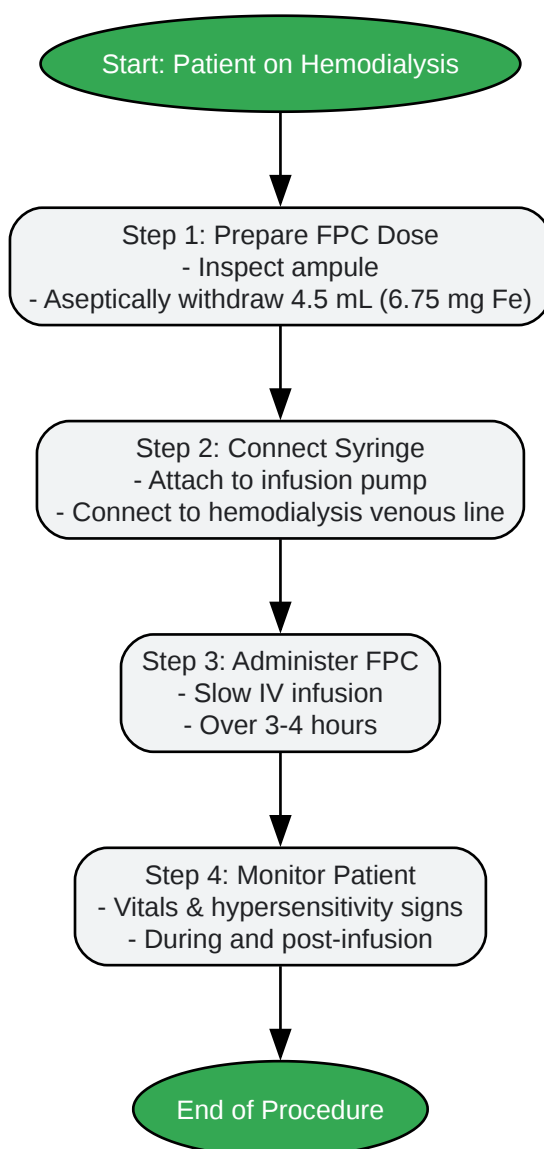 Start: Patient on Hemodialysis
Step 1: Prepare FPC Dose
- Inspect ampule
- Aseptically withdraw 4.5 mL (6.75 mg Fe)
Step 2: Connect Syringe
- Attach to infusion pump
- Connect to hemodialysis venous line
Step 3: Administer FPC
- Slow IV infusion
- Over 3-4 hours
Step 4: Monitor Patient
- Vitals & hypersensitivity signs
- During and post-infusion
End of Procedure